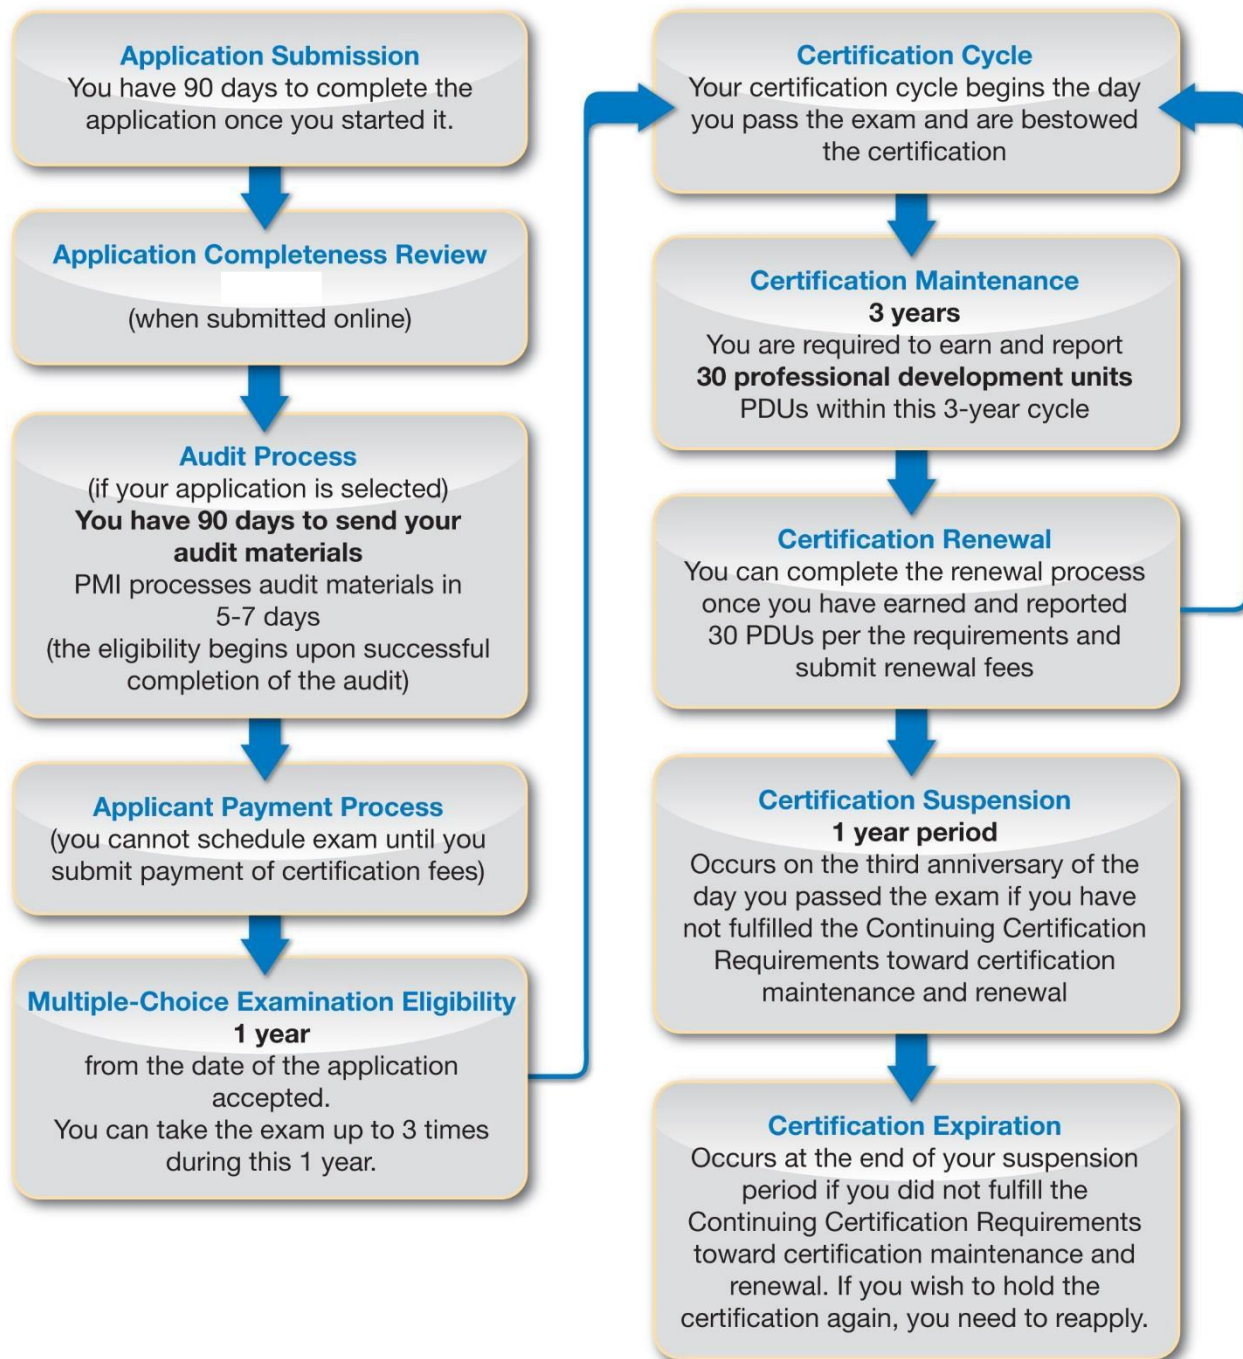 Application Submission
You have 90 days to complete the
application once you started it.
Application Completeness Review
(when submitted online)
Audit Process
(if your application is selected)
You have 90 days to send your
audit materials
PMI processes audit materials in
5-7 days
(the eligibility begins upon successful
completion of the audit)
Applicant Payment Process
(you cannot schedule exam until you
submit payment of certification fees)
Multiple-Choice Examination Eligibility
1 year
from the date of the application
accepted.
You can take the exam up to 3 times
during this 1 year.
Certification Cycle
Your certification cycle begins the day
you pass the exam and are bestowed
the certification
Certification Maintenance
3 years
You are required to earn and report
30 professional development units
PDUs within this 3-year cycle
Certification Renewal
You can complete the renewal process
once you have earned and reported
30 PDUs per the requirements and
submit renewal fees
Certification Suspension
1 year period
Occurs on the third anniversary of the
day you passed the exam if you have
not fulfilled the Continuing Certification
Requirements toward certification
maintenance and renewal
Certification Expiration
Occurs at the end of your suspension
period if you did not fulfill the
Continuing Certification Requirements
toward certification maintenance and
renewal. If you wish to hold the
certification again, you need to reapply.